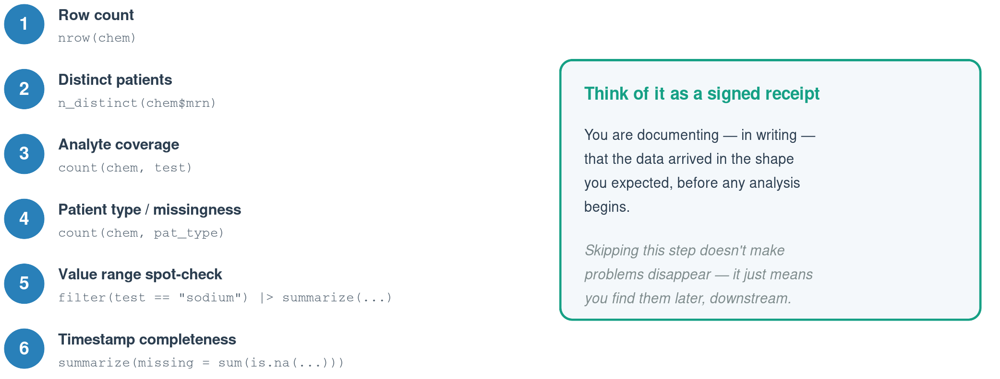 1
Row count
nrow(chem)
2
Distinct patients
n_distinct(chem$mrn)
3
Analyte coverage
count(chem, test)
4
Patient type / missingness
count(chem, pat_type)
5
Value range spot-check
filter(test == "sodium") |> summarize(...)
6
Timestamp completeness
summarize(missing = sum(is.na(...)))
Think of it as a signed receipt
You are documenting — in writing —
that the data arrived in the shape
you expected, before any analysis
begins.
Skipping this step doesn't make
problems disappear — it just means
you find them later, downstream.